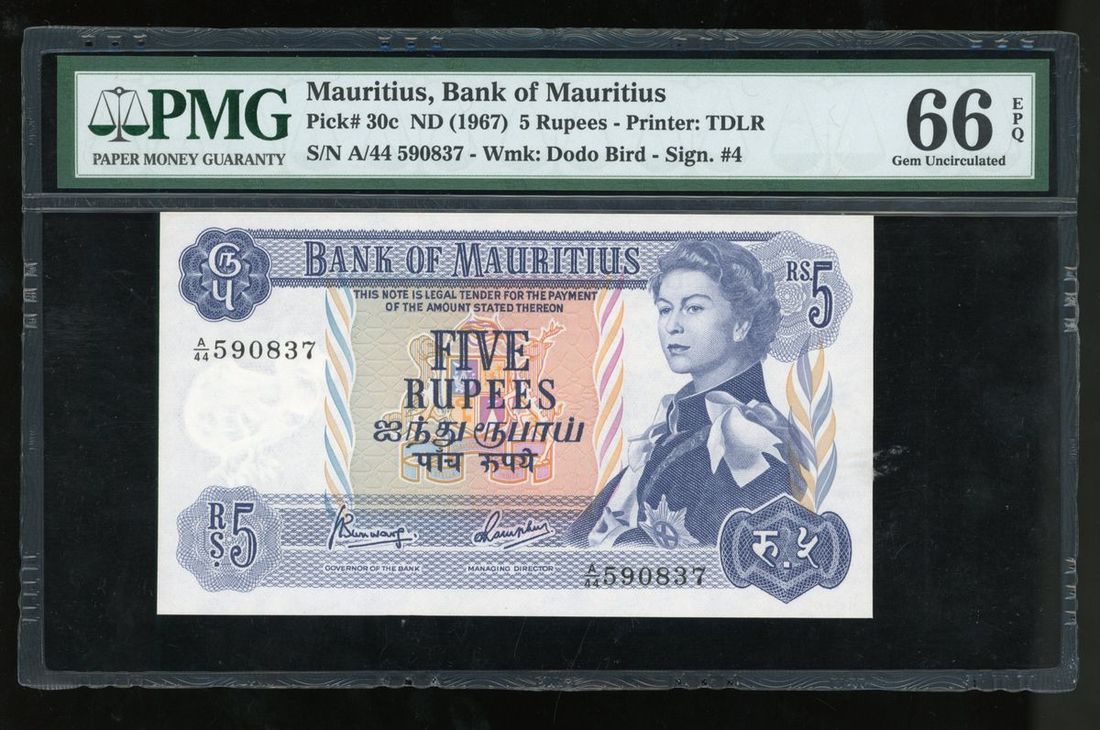 PMG
PAPER MONEY GUARANTY
Mauritius, Bank of Mauritius
Pick# 30c ND (1967) 5 Rupees - Printer: TDLR
S/N A/44 590837 - Wmk: Dodo Bird - Sign. #4
66
EPQ
Gem Uncirculated
ரூ
௫
BANK OF MAURITIUS
RS. 5
THIS NOTE IS LEGAL TENDER FOR THE PAYMENT
OF THE AMOUNT STATED THEREON
A/44 590837
FIVE
RUPEES
ஐந்து ரூபாய்
पांच रूपये
RS. 5
GOVERNOR OF THE BANK
MANAGING DIRECTOR
A/44 590837
रु. ५